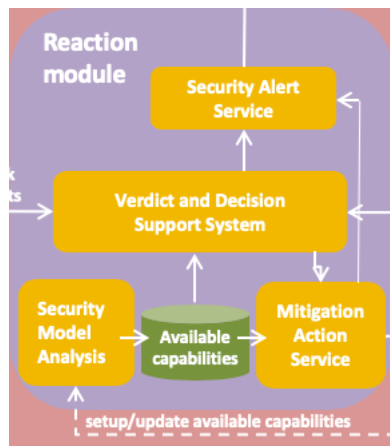 Reaction
module
Security Alert
Service
Verdict and Decision
Support System
Security
Model
Analysis
Available
capabilities
Mitigation
Action
Service
setup/update available capabilities